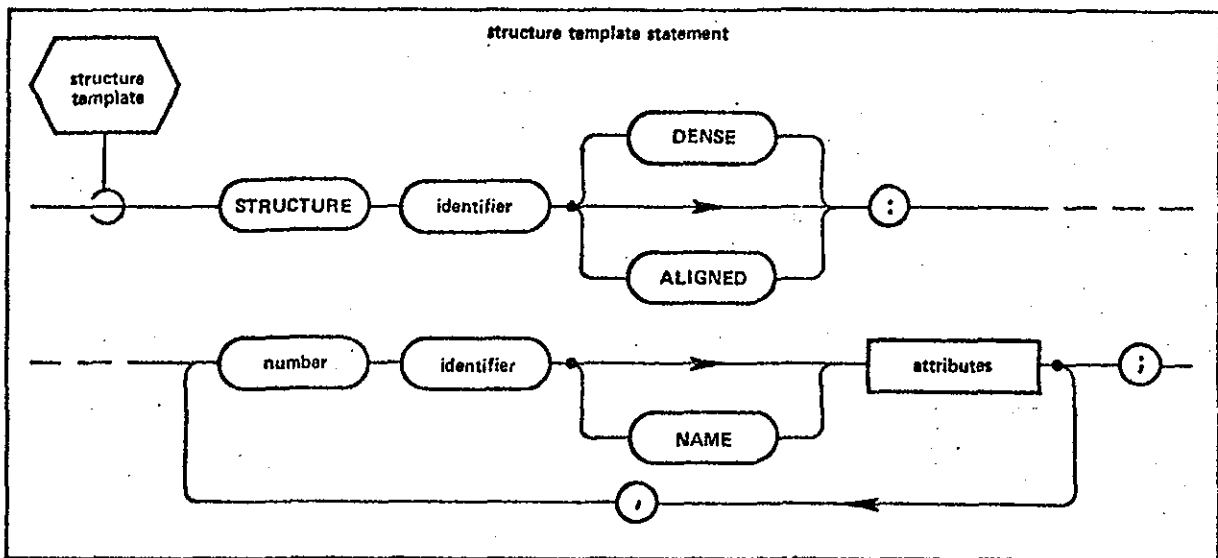 structure template statement
structure
template
DENSE
STRUCTURE identifier :
ALIGNED
number identifier attributes ;
NAME
,